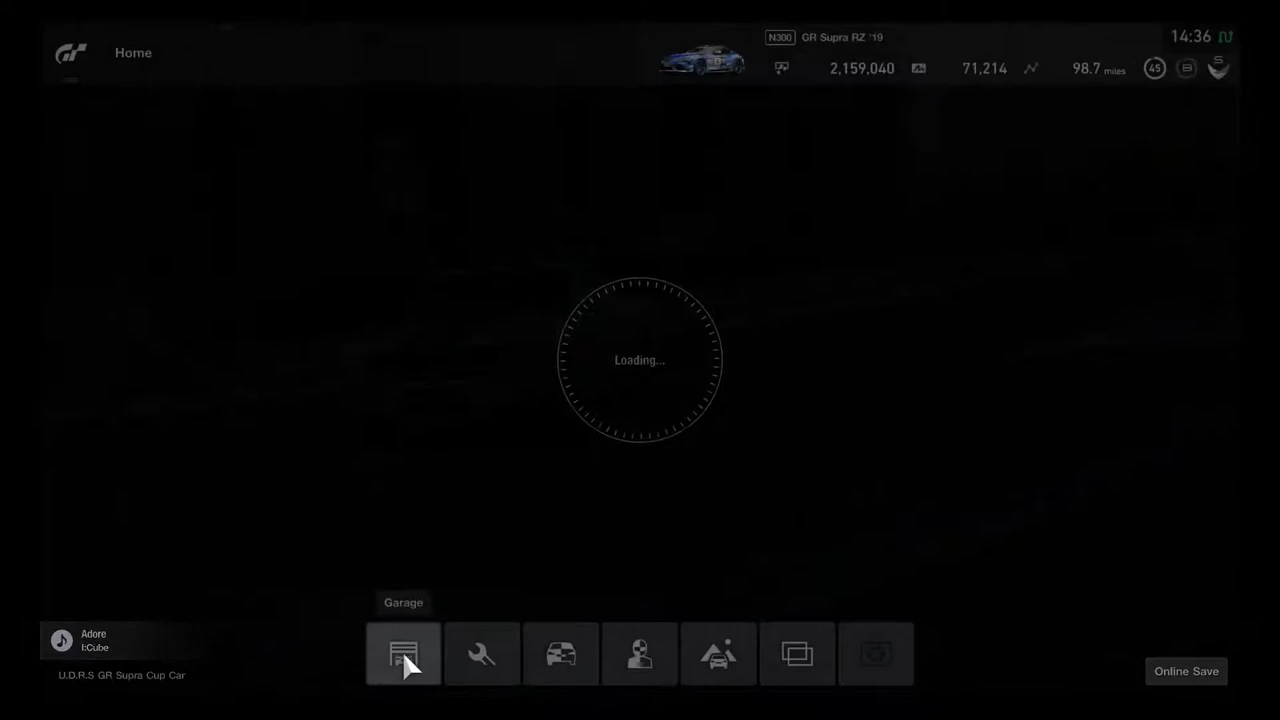 Home
N300 GR Supra RZ '19
14:36
2,159,040
71,214
98.7 miles
45
B
S
Loading...
Garage
Adore
I:Cube
U.D.R.S GR Supra Cup Car
Online Save